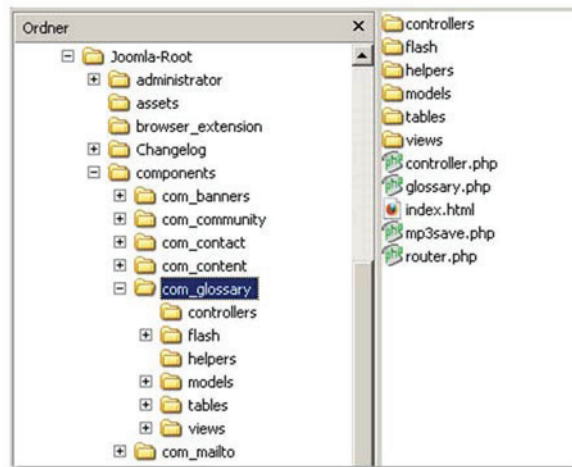 Ordner
Joomla-Root
administrator
assets
browser_extension
Changelog
components
com_banners
com_community
com_contact
com_content
com_glossary
controllers
flash
helpers
models
tables
views
com_mailto
controllers
flash
helpers
models
tables
views
controller.php
glossary.php
index.html
mp3save.php
router.php